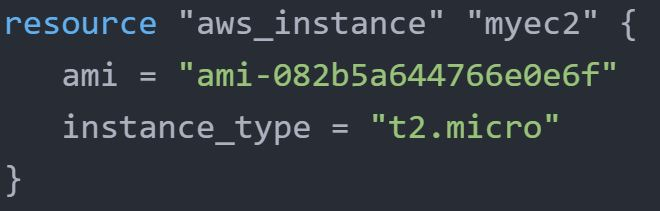 resource "aws_instance" "myec2" {
   ami = "ami-082b5a644766e0e6f"
   instance_type = "t2.micro"
}